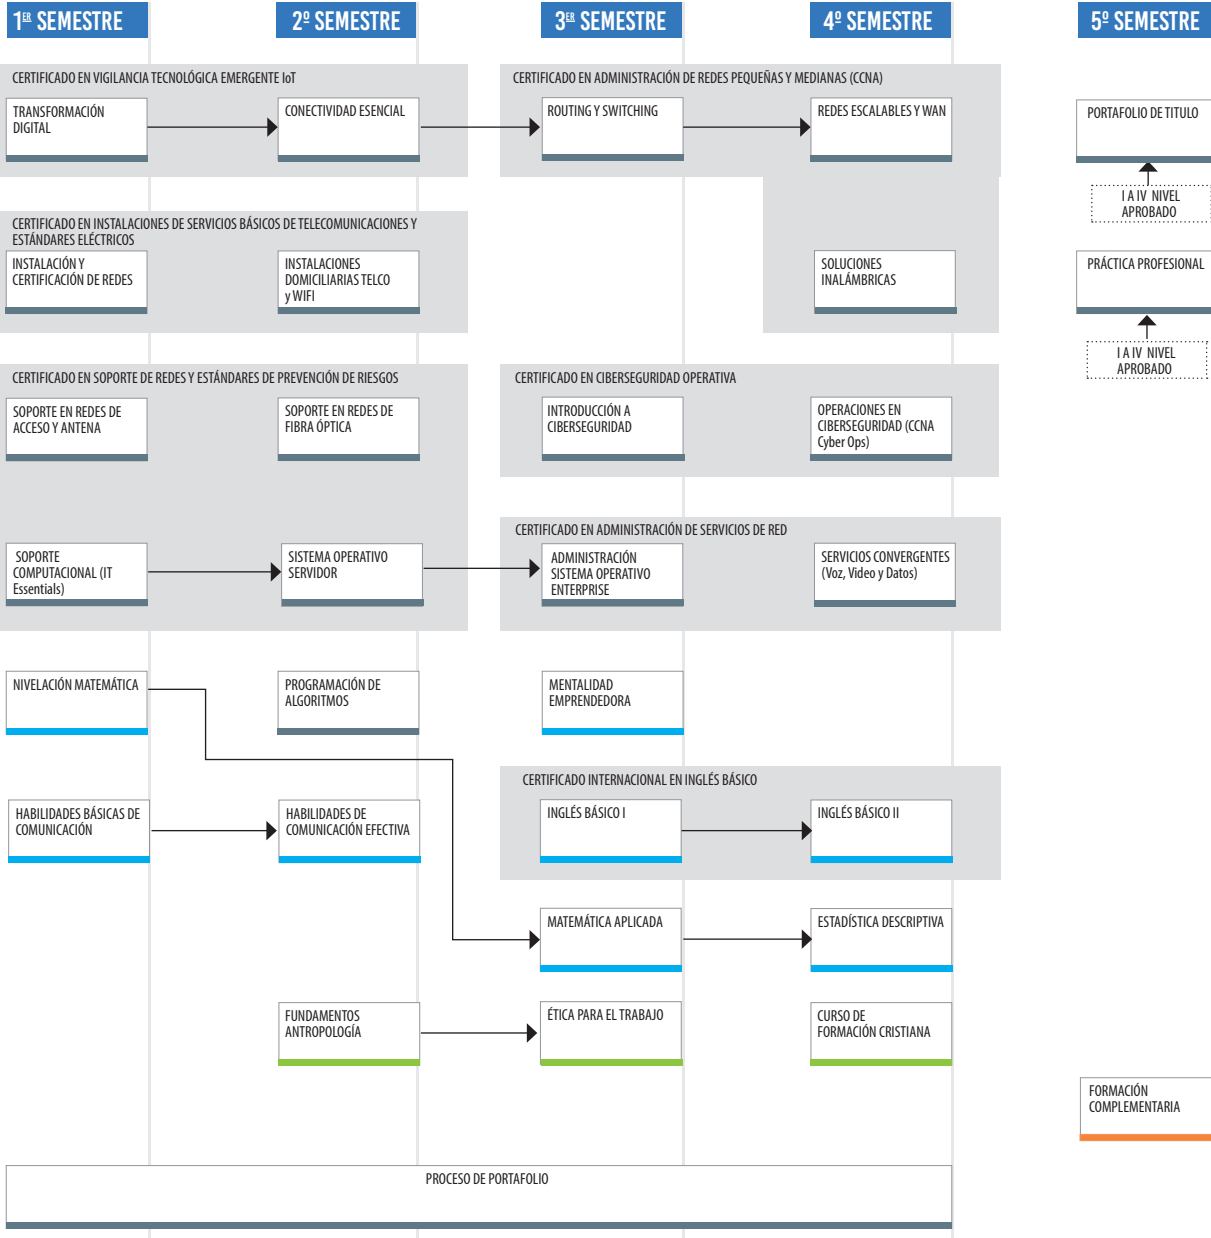 1ER SEMESTRE
2º SEMESTRE
3ER SEMESTRE
4º SEMESTRE
5º SEMESTRE
CERTIFICADO EN VIGILANCIA TECNOLÓGICA EMERGENTE IoT
CERTIFICADO EN ADMINISTRACIÓN DE REDES PEQUEÑAS Y MEDIANAS (CCNA)
TRANSFORMACIÓN
DIGITAL
CONECTIVIDAD ESENCIAL
ROUTING Y SWITCHING
REDES ESCALABLES Y WAN
PORTAFOLIO DE TITULO
I A IV NIVEL
APROBADO
CERTIFICADO EN INSTALACIONES DE SERVICIOS BÁSICOS DE TELECOMUNICACIONES Y
ESTÁNDARES ELÉCTRICOS
INSTALACIÓN Y
CERTIFICACIÓN DE REDES
INSTALACIONES
DOMICILIARIAS TELCO
y WIFI
SOLUCIONES
INALÁMBRICAS
PRÁCTICA PROFESIONAL
I A IV NIVEL
APROBADO
CERTIFICADO EN SOPORTE DE REDES Y ESTÁNDARES DE PREVENCIÓN DE RIESGOS
CERTIFICADO EN CIBERSEGURIDAD OPERATIVA
SOPORTE EN REDES DE
ACCESO Y ANTENA
SOPORTE EN REDES DE
FIBRA ÓPTICA
INTRODUCCIÓN A
CIBERSEGURIDAD
OPERACIONES EN
CIBERSEGURIDAD (CCNA
Cyber Ops)
CERTIFICADO EN ADMINISTRACIÓN DE SERVICIOS DE RED
SOPORTE
COMPUTACIONAL (IT
Essentials)
SISTEMA OPERATIVO
SERVIDOR
ADMINISTRACIÓN
SISTEMA OPERATIVO
ENTERPRISE
SERVICIOS CONVERGENTES
(Voz, Video y Datos)
NIVELACIÓN MATEMÁTICA
PROGRAMACIÓN DE
ALGORITMOS
MENTALIDAD
EMPRENDEDORA
CERTIFICADO INTERNACIONAL EN INGLÉS BÁSICO
HABILIDADES BÁSICAS DE
COMUNICACIÓN
HABILIDADES DE
COMUNICACIÓN EFECTIVA
INGLÉS BÁSICO I
INGLÉS BÁSICO II
MATEMÁTICA APLICADA
ESTADÍSTICA DESCRIPTIVA
FUNDAMENTOS
ANTROPOLOGÍA
ÉTICA PARA EL TRABAJO
CURSO DE
FORMACIÓN CRISTIANA
FORMACIÓN
COMPLEMENTARIA
PROCESO DE PORTAFOLIO